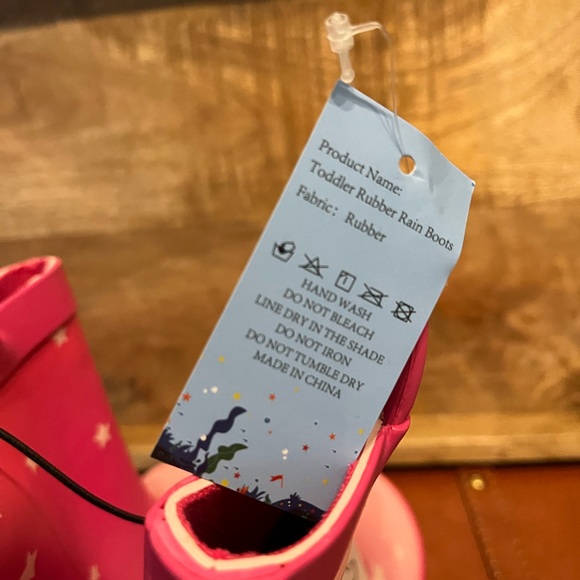 Product Name:
Toddler Rubber Rain Boots
Fabric: Rubber
HAND WASH
DO NOT BLEACH
LINE DRY IN THE SHADE
DO NOT IRON
DO NOT TUMBLE DRY
MADE IN CHINA